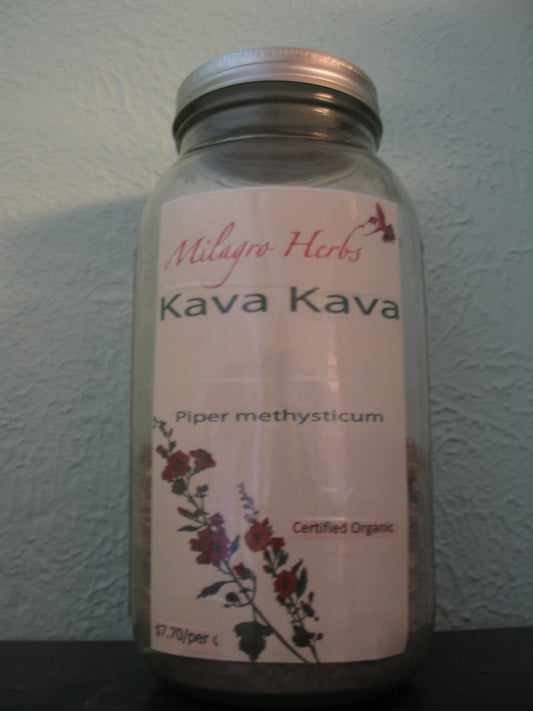 Milagro Herbs
Kava Kava
Piper methysticum
Certified Organic
$7.70/per